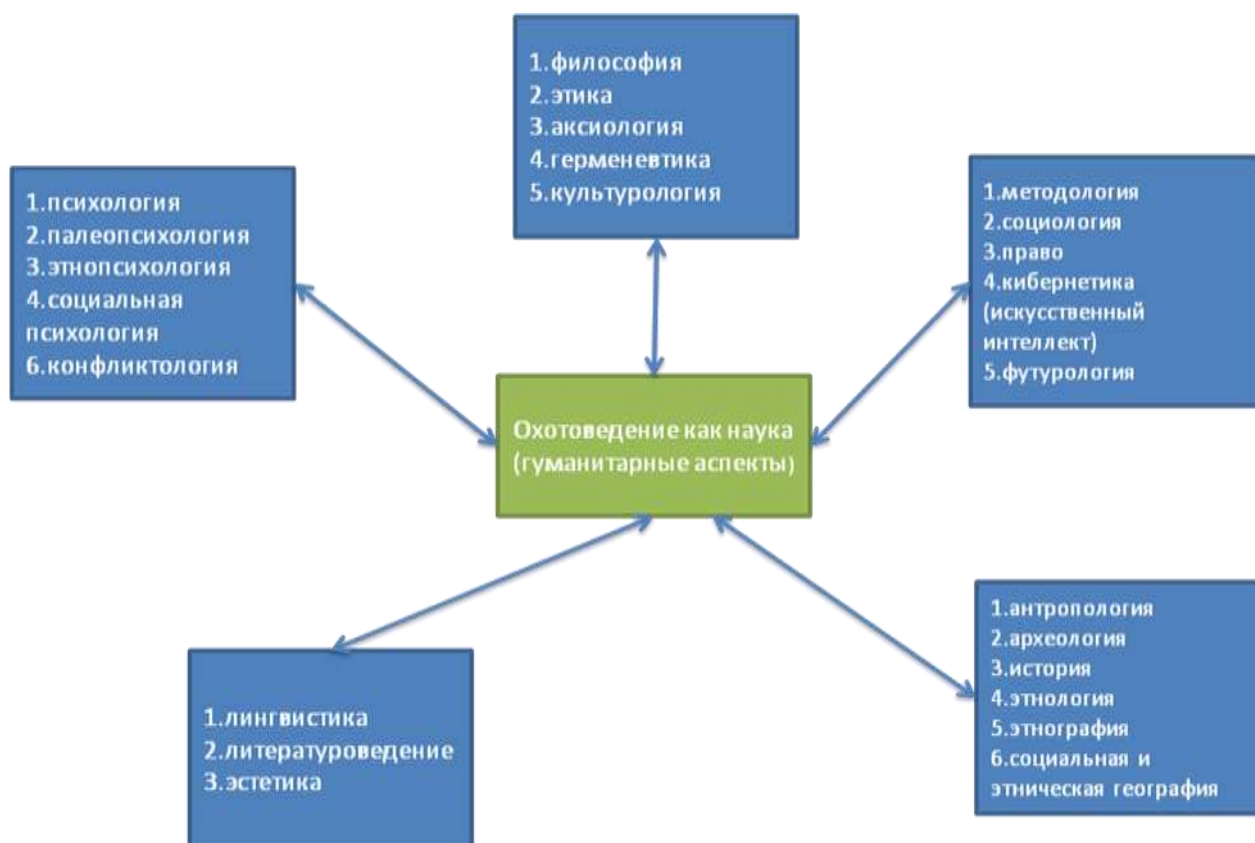 1.философия
2.этика
3.аксиология
4.герменевтика
5.культурология
1.психология
2.палеопсихология
3.этнопсихология
4.социальная
психология
6.конфликтология
1.методология
2.социология
3.право
4.кибернетика
(искусственный
интеллект)
5.футурология
Охотоведение как наука
(гуманитарные аспекты)
1.лингвистика
2.литературоведение
3.эстетика
1.антропология
2.археология
3.история
4.этнология
5.этнография
6.социальная и
этническая география